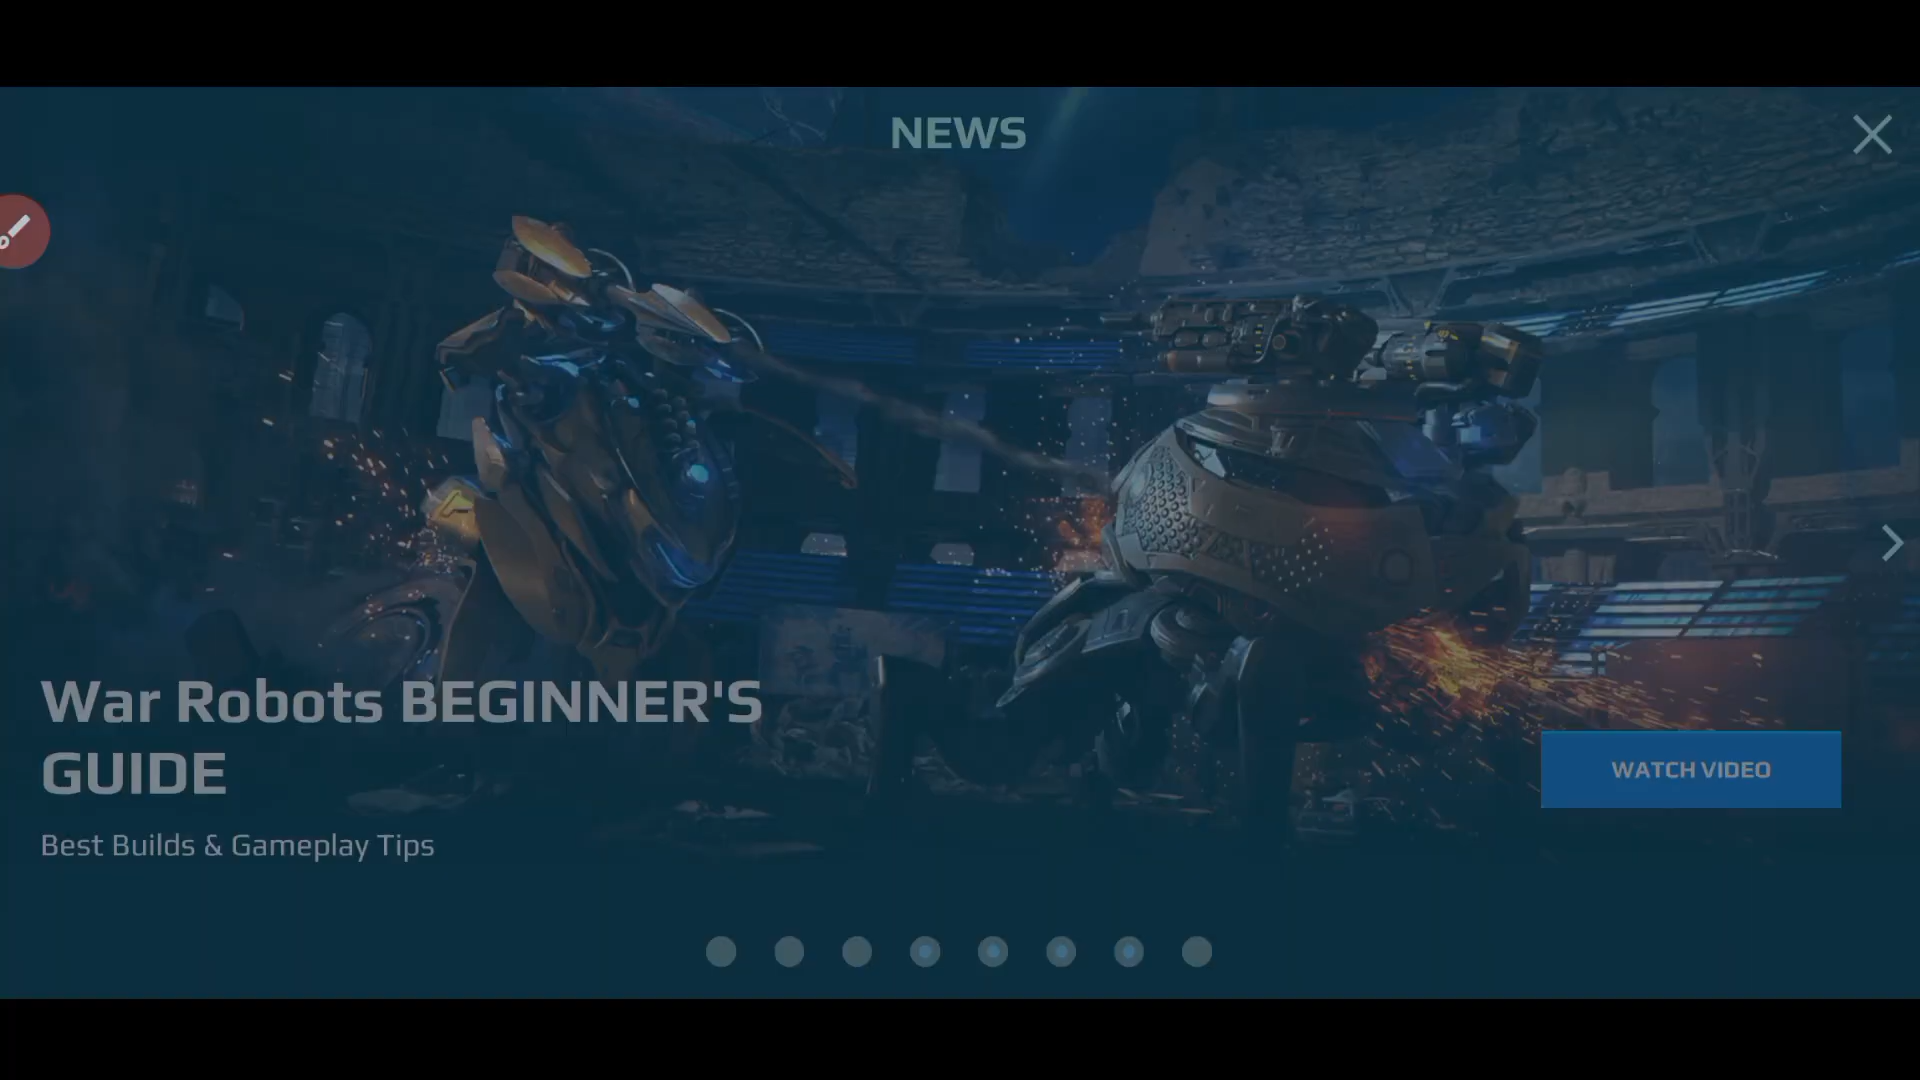 NEWS
War Robots BEGINNER'S
GUIDE
WATCH VIDEO
Best Builds & Gameplay Tips